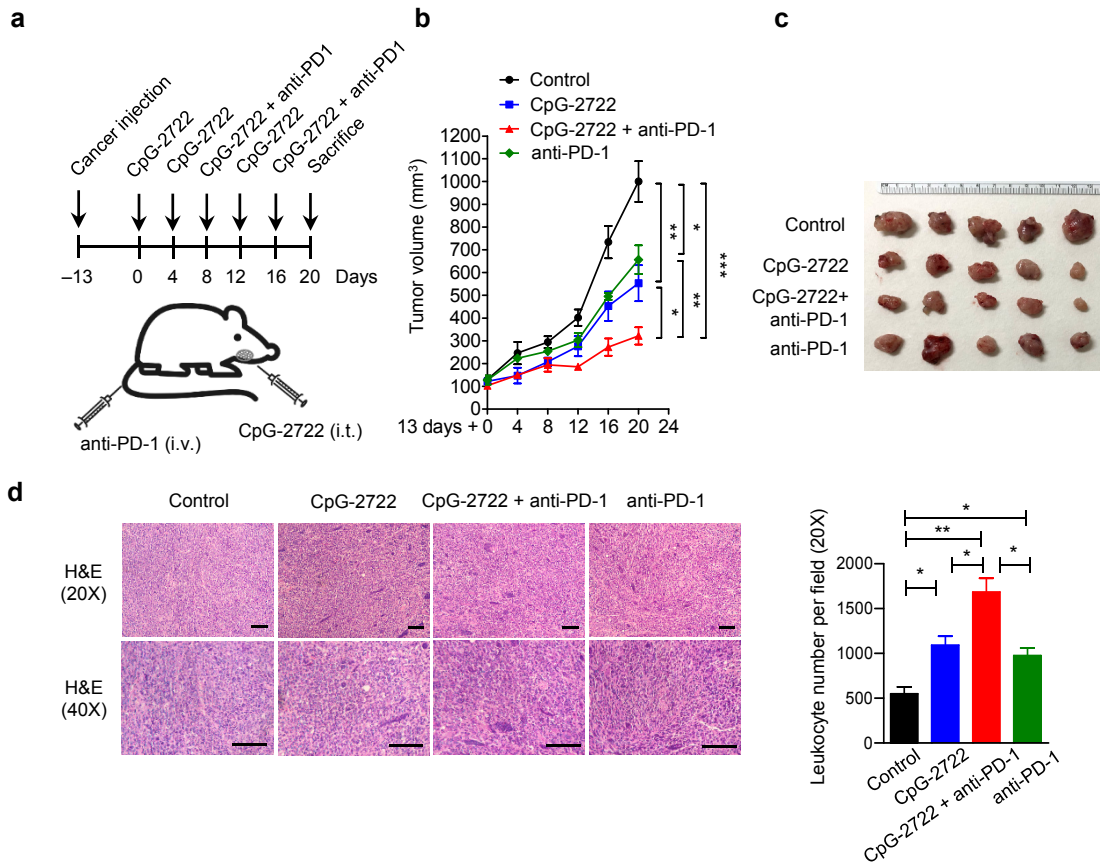 a
Cancer injection
CpG-2722
CpG-2722
CpG-2722 + anti-PD1
CpG-2722
CpG-2722 + anti-PD1
Sacrifice
–13 0 4 8 12 16 20 Days
anti-PD-1 (i.v.)
CpG-2722 (i.t.)
b
Control
CpG-2722
CpG-2722 + anti-PD-1
anti-PD-1
Tumor volume (mm³)
1200
1100
1000
900
800
700
600
500
400
300
200
100
0
13 days + 0 4 8 12 16 20 24
**
*
*
**
***
c
Control
CpG-2722
CpG-2722+
anti-PD-1
anti-PD-1
d
Control CpG-2722 CpG-2722 + anti-PD-1 anti-PD-1
H&E
(20X)
H&E
(40X)
Leukocyte number per field (20X)
2000
1500
1000
500
0
*
**
* * *
Control
CpG-2722
CpG-2722 + anti-PD-1
anti-PD-1